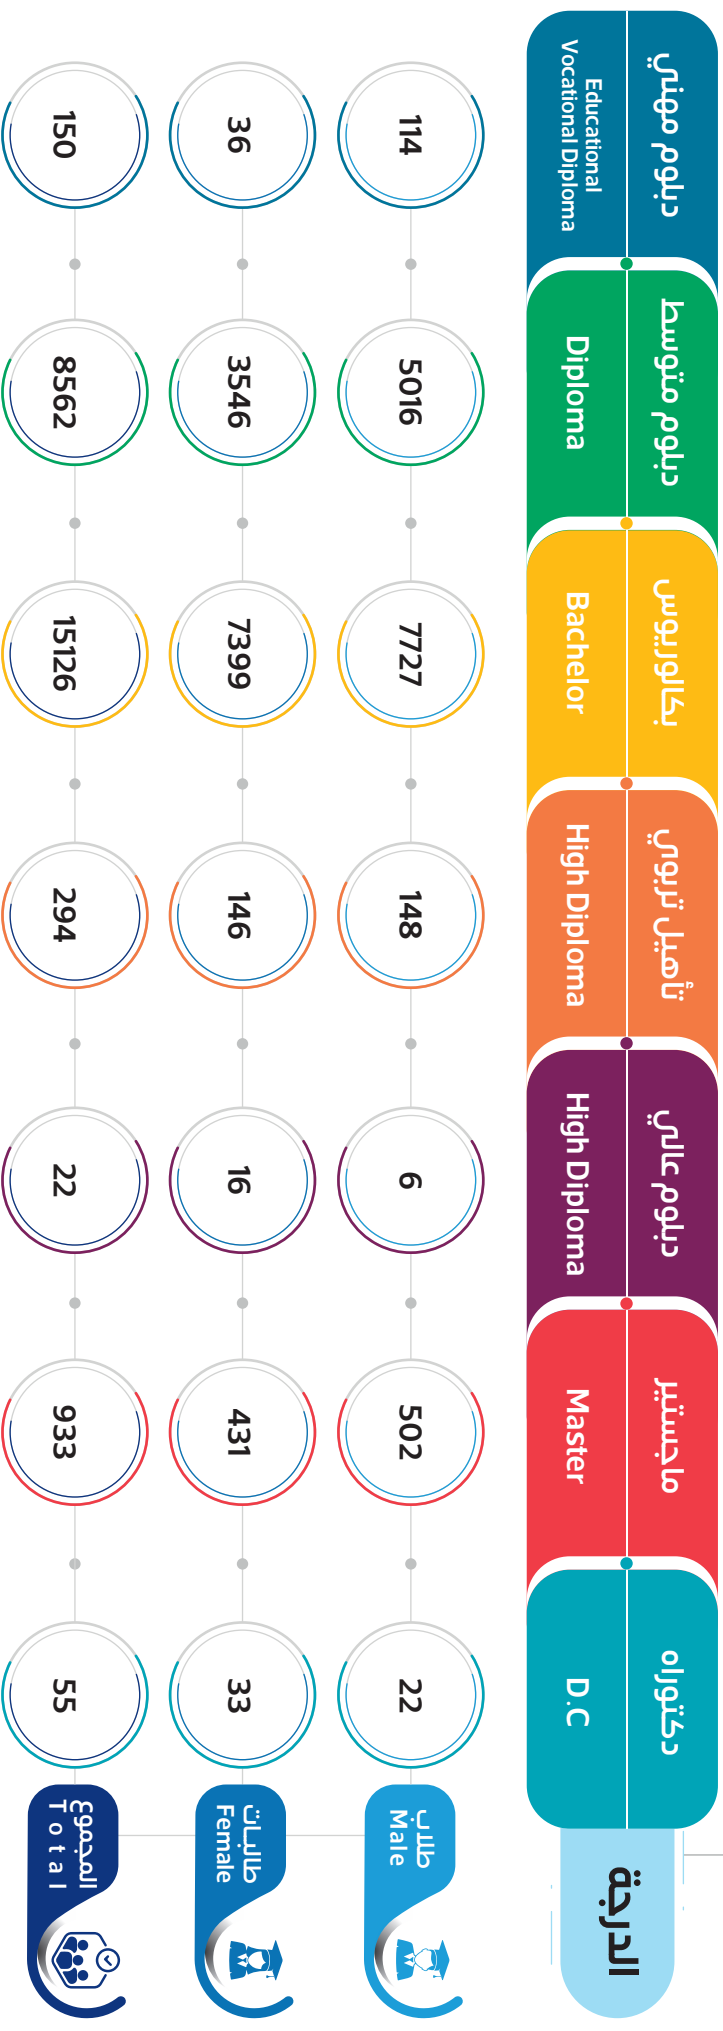 دبلوم مهني
Educational
Vocational Diploma
114
36
150
دبلوم متوسط
Diploma
5016
3546
8562
بكالوريوس
Bachelor
7727
7399
15126
تأهيل تربوي
High Diploma
148
146
294
دبلوم عالي
High Diploma
6
16
22
ماجستير
Master
502
431
933
دكتوراه
D.C
22
33
55
الدرجة
طلاب
Male
طالبات
Female
المجموع
Total